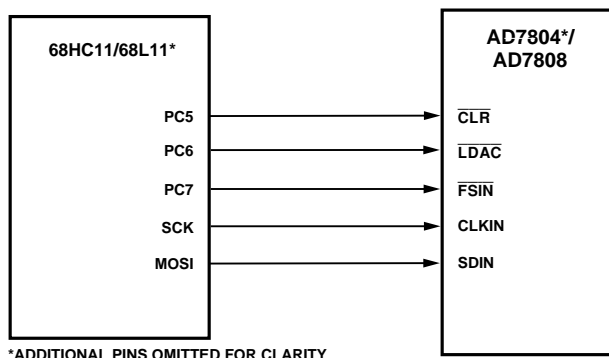 68HC11/68L11*
AD7804*/
AD7808
PC5
CLR
PC6
LDAC
PC7
FSIN
SCK
CLKIN
MOSI
SDIN
*ADDITIONAL PINS OMITTED FOR CLARITY